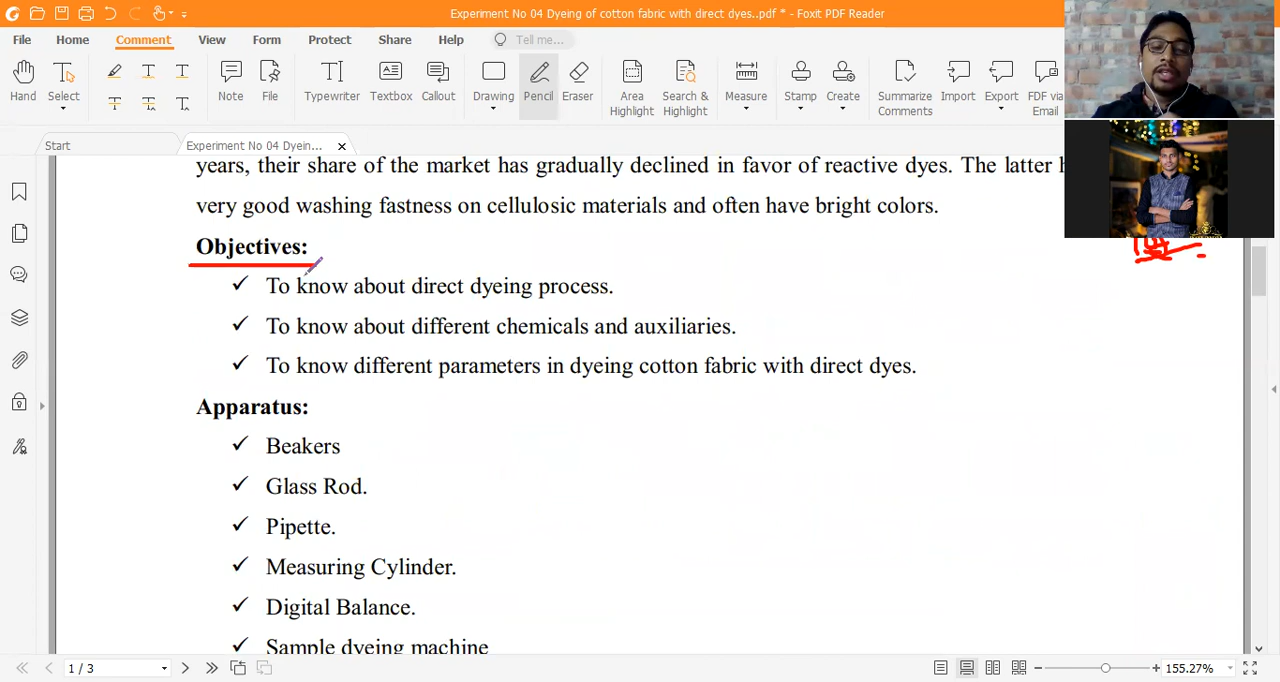 Experiment No 04 Dyeing of cotton fabric with direct dyes..pdf * - Foxit PDF Reader
File Home Comment View Form Protect Share Help Tell me...
Hand Select Note File Typewriter Textbox Callout Drawing Pencil Eraser Area Highlight Search & Highlight Measure Stamp Create Summarize Comments Import Export FDF via Email
Start Experiment No 04 Dyein...
years, their share of the market has gradually declined in favor of reactive dyes. The latter
very good washing fastness on cellulosic materials and often have bright colors.
Objectives:
✓ To know about direct dyeing process.
✓ To know about different chemicals and auxiliaries.
✓ To know different parameters in dyeing cotton fabric with direct dyes.
Apparatus:
✓ Beakers
✓ Glass Rod.
✓ Pipette.
✓ Measuring Cylinder.
✓ Digital Balance.
✓ Sample dyeing machine
1 / 3 155.27%